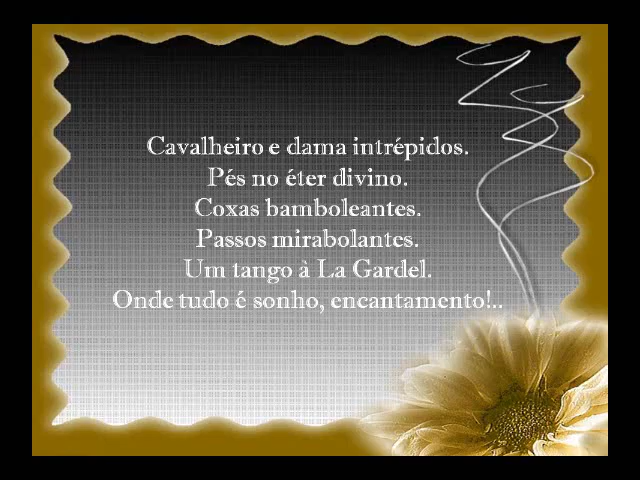 Cavalheiro e dama intrépidos.
Pés no éter divino.
Coxas bamboleantes.
Passos mirabolantes.
Um tango à La Gardel.
Onde tudo é sonho, encantamento!..